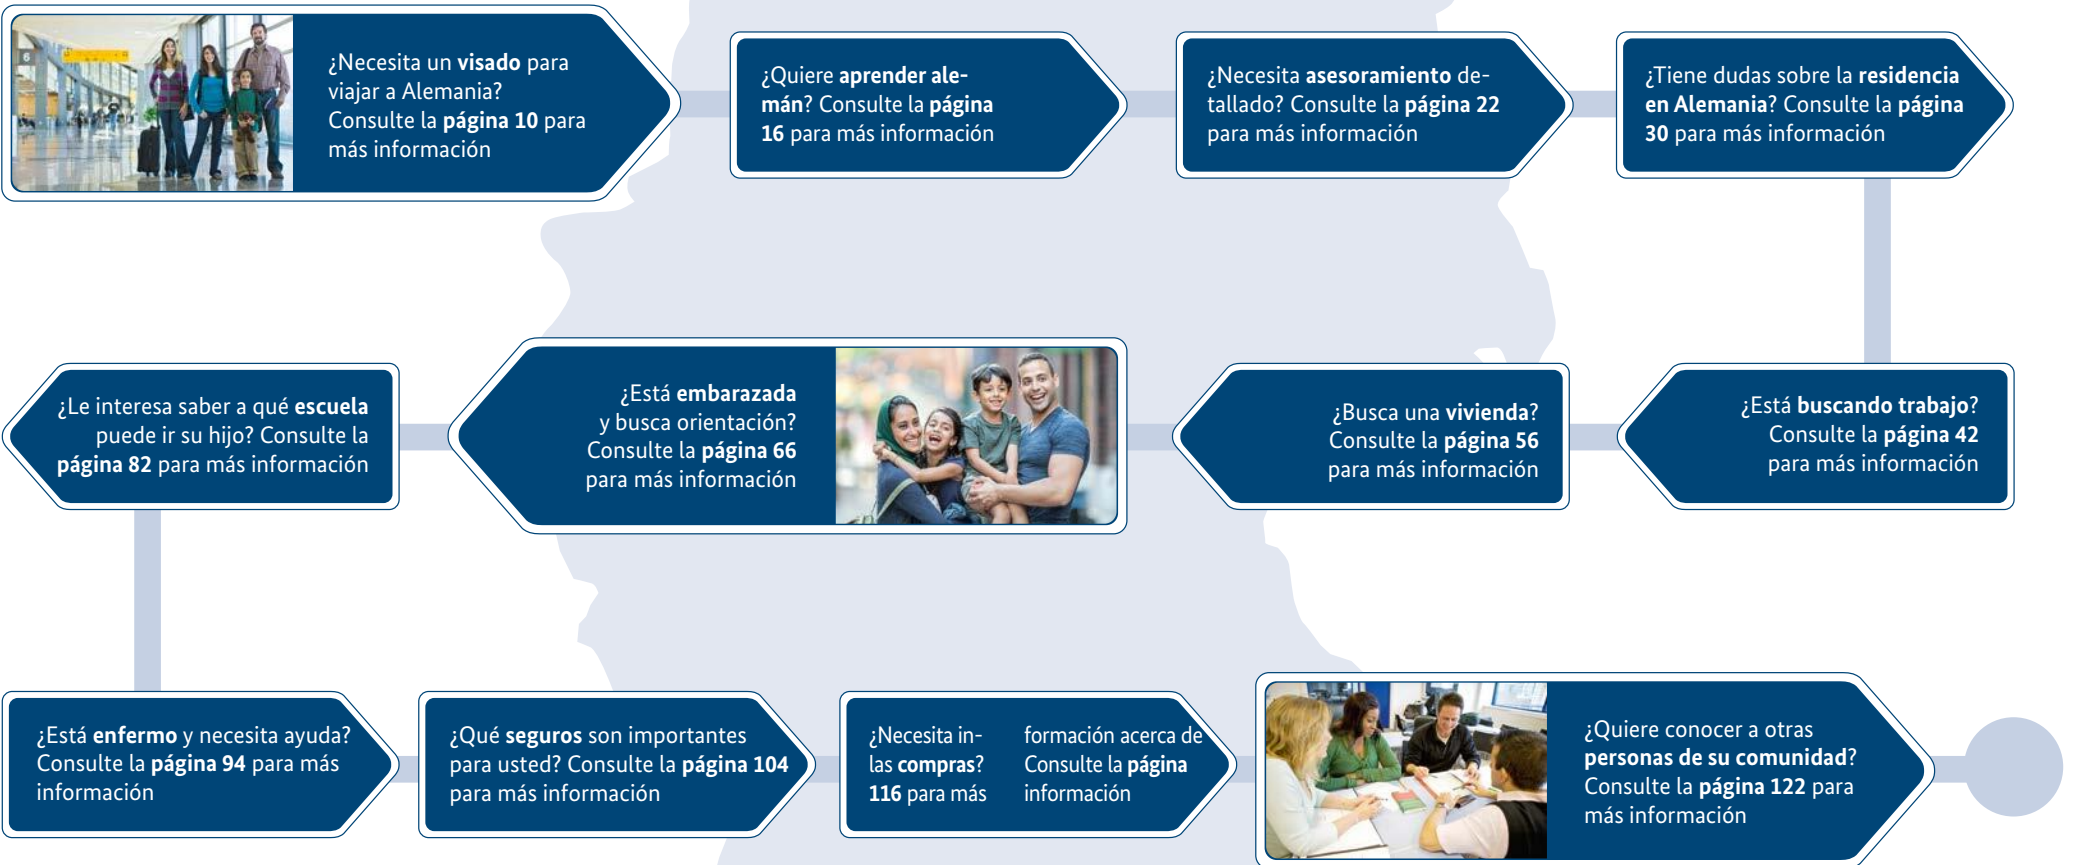 ¿Necesita un visado para
viajar a Alemania?
Consulte la página 10 para
más información
¿Quiere aprender ale-
mán? Consulte la página
16 para más información
¿Necesita asesoramiento de-
tallado? Consulte la página 22
para más información
¿Tiene dudas sobre la residencia
en Alemania? Consulte la página
30 para más información
¿Está buscando trabajo?
Consulte la página 42
para más información
¿Busca una vivienda?
Consulte la página 56
para más información
¿Está embarazada
y busca orientación?
Consulte la página 66
para más información
¿Le interesa saber a qué escuela
puede ir su hijo? Consulte la
página 82 para más información
¿Está enfermo y necesita ayuda?
Consulte la página 94 para más
información
¿Qué seguros son importantes
para usted? Consulte la página 104
para más información
¿Necesita in- formación acerca de
las compras? Consulte la página
116 para más información
¿Quiere conocer a otras
personas de su comunidad?
Consulte la página 122 para
más información